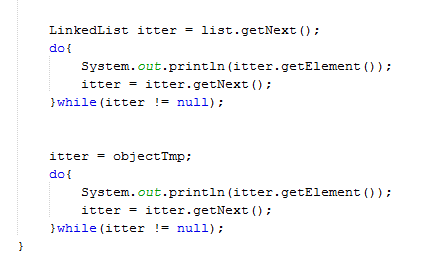 LinkedList itter = list.getNext();
do{
System.out.println(itter.getElement());
itter = itter.getNext();
}while(itter != null);
itter = objectTmp;
do{
System.out.println(itter.getElement());
itter = itter.getNext();
}while(itter != null);
}